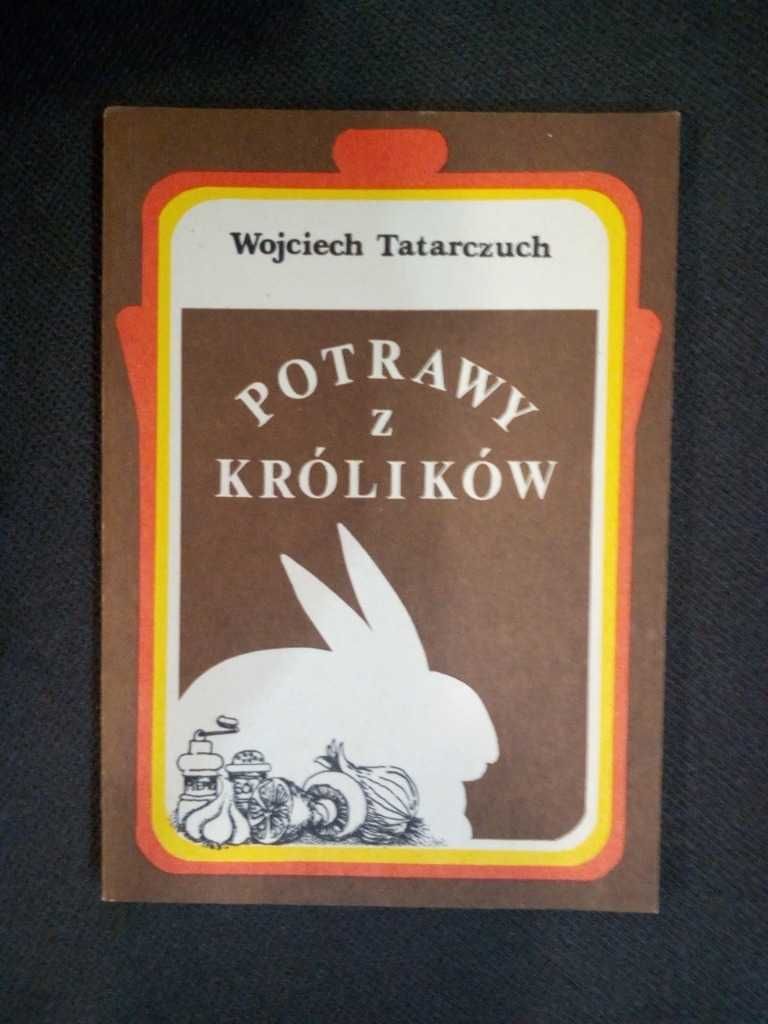 Wojciech Tatarczuch
POTRAWY
z
KRÓLIKÓW